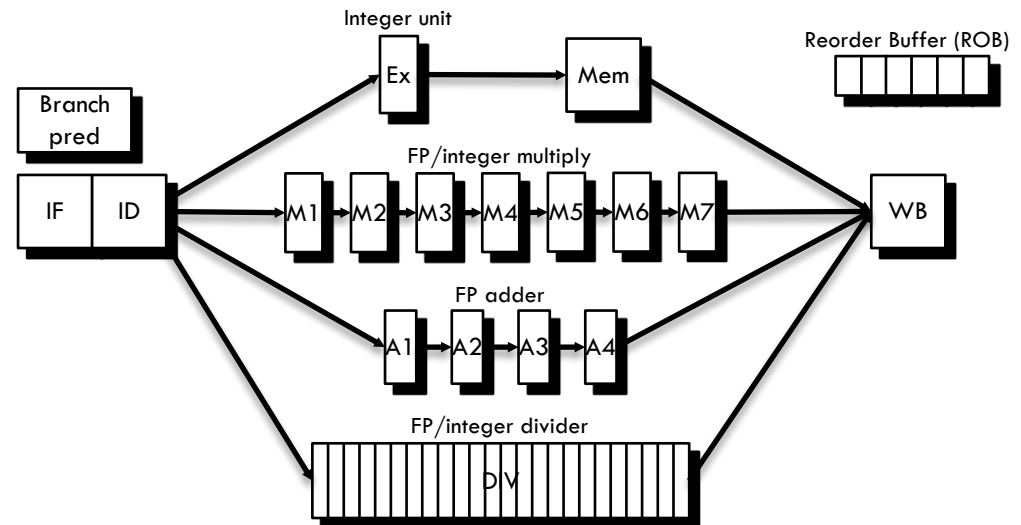 Integer unit
Reorder Buffer (ROB)
Ex
Mem
Branch
pred
FP/integer multiply
IF
ID
M1
M2
M3
M4
M5
M6
M7
WB
FP adder
A1
A2
A3
A4
FP/integer divider
DIV